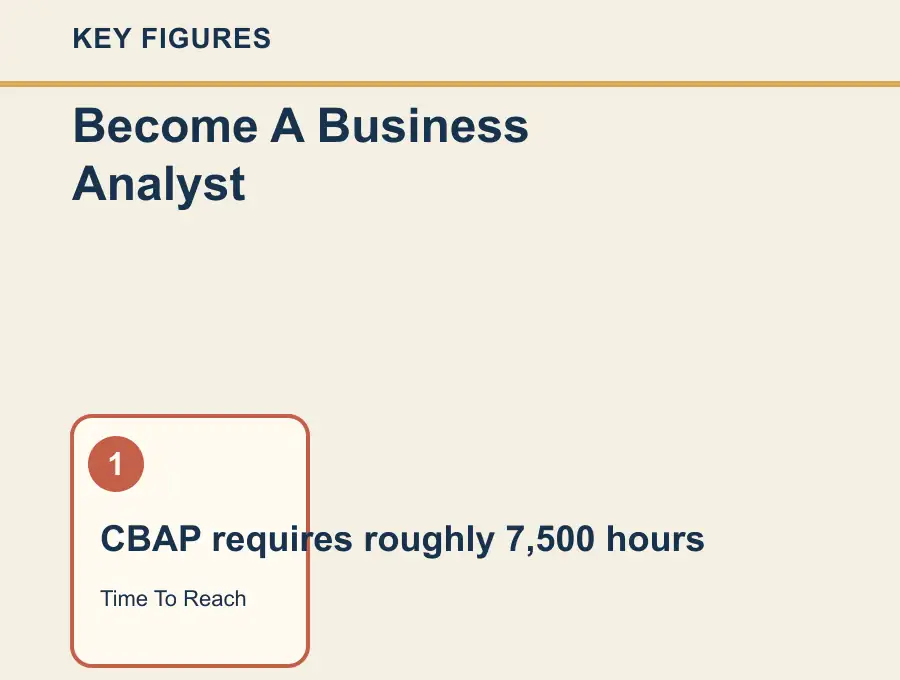 KEY FIGURES
Become A Business
Analyst
1
CBAP requires roughly 7,500 hours
Time To Reach